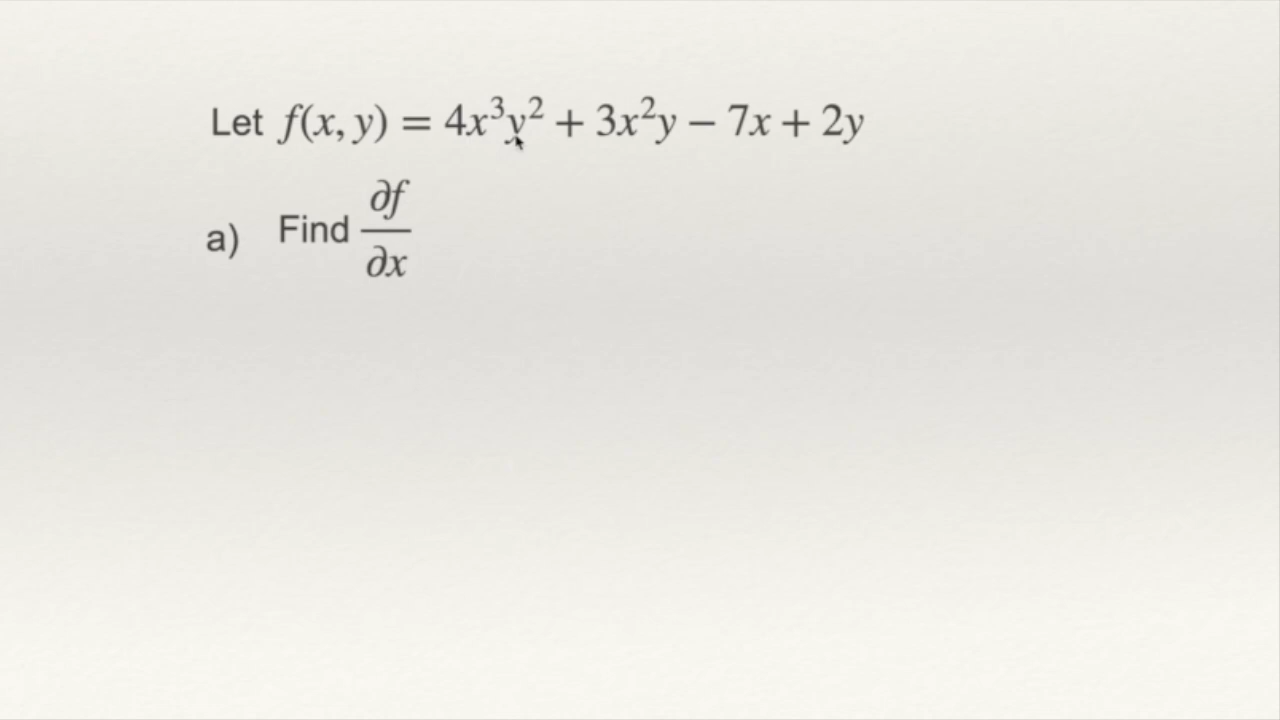 Let f(x, y) = 4x³y² + 3x²y − 7x + 2y
a) Find ∂f/∂x